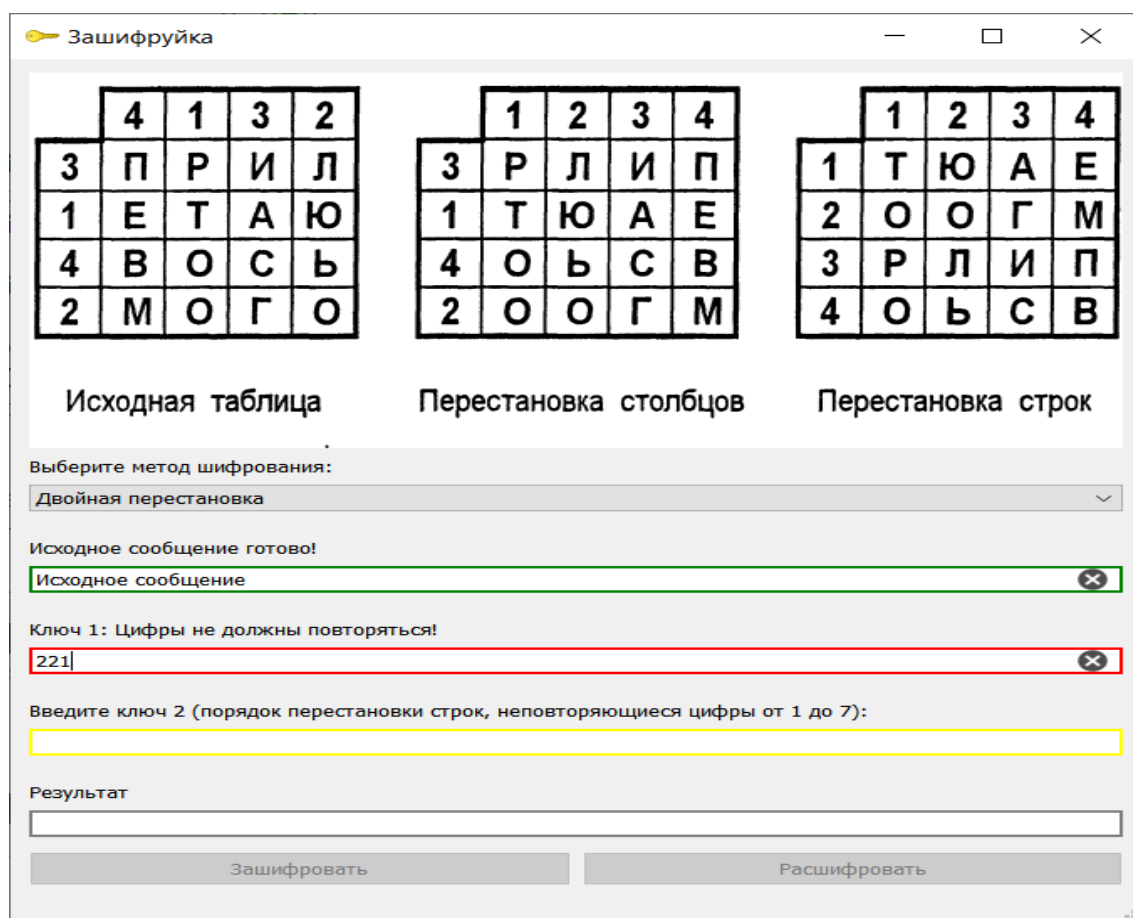 Зашифруйка
4 1 3 2
3 П Р И Л
1 Е Т А Ю
4 В О С Ь
2 М О Г О
Исходная таблица
1 2 3 4
3 Р Л И П
1 Т Ю А Е
4 О Ь С В
2 О О Г М
Перестановка столбцов
1 2 3 4
1 Т Ю А Е
2 О О Г М
3 Р Л И П
4 О Ь С В
Перестановка строк
Выберите метод шифрования:
Двойная перестановка
Исходное сообщение готово!
Исходное сообщение
Ключ 1: Цифры не должны повторяться!
221
Введите ключ 2 (порядок перестановки строк, неповторяющиеся цифры от 1 до 7):
Результат
Зашифровать Расшифровать